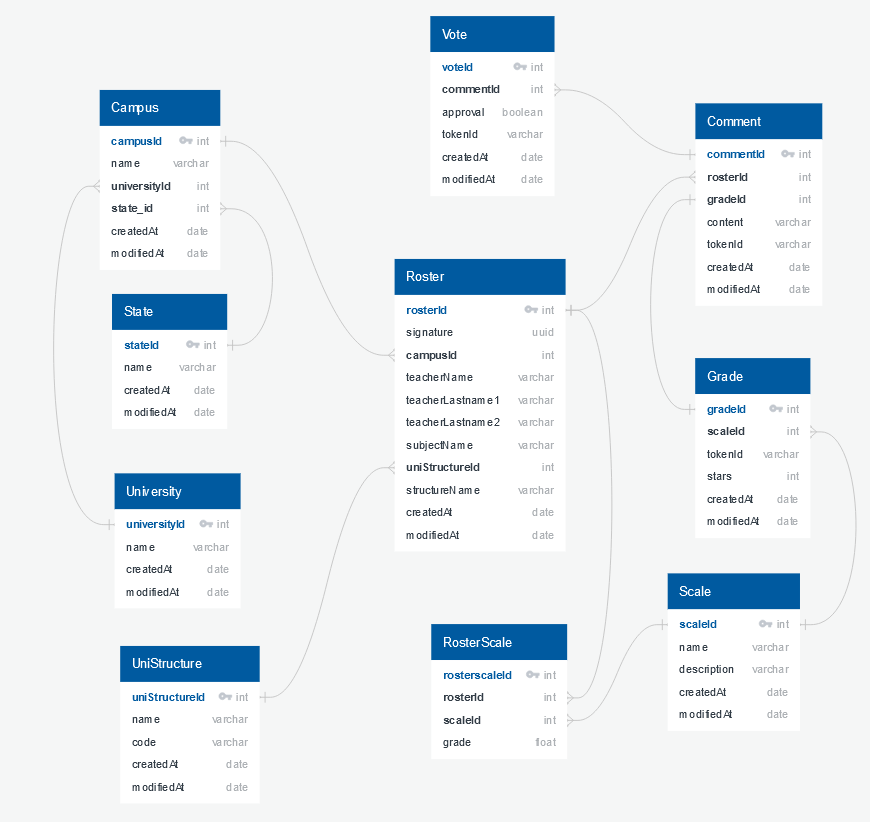 Vote
voteId int
commentId int
approval boolean
tokenId varchar
createdAt date
modifiedAt date
Campus
campusId int
name varchar
universityId int
state_id int
createdAt date
modifiedAt date
Comment
commentId int
rosterId int
gradeId int
content varchar
tokenId varchar
createdAt date
modifiedAt date
Roster
rosterId int
signature uuid
campusId int
teacherName varchar
teacherLastname1 varchar
teacherLastname2 varchar
subjectName varchar
uniStructureId int
structureName varchar
createdAt date
modifiedAt date
State
stateId int
name varchar
createdAt date
modifiedAt date
Grade
gradeId int
scaleId int
tokenId varchar
stars int
createdAt date
modifiedAt date
University
universityId int
name varchar
createdAt date
modifiedAt date
Scale
scaleId int
name varchar
description varchar
createdAt date
modifiedAt date
RosterScale
rosterscaleId int
rosterId int
scaleId int
grade float
UniStructure
uniStructureId int
name varchar
code varchar
createdAt date
modifiedAt date